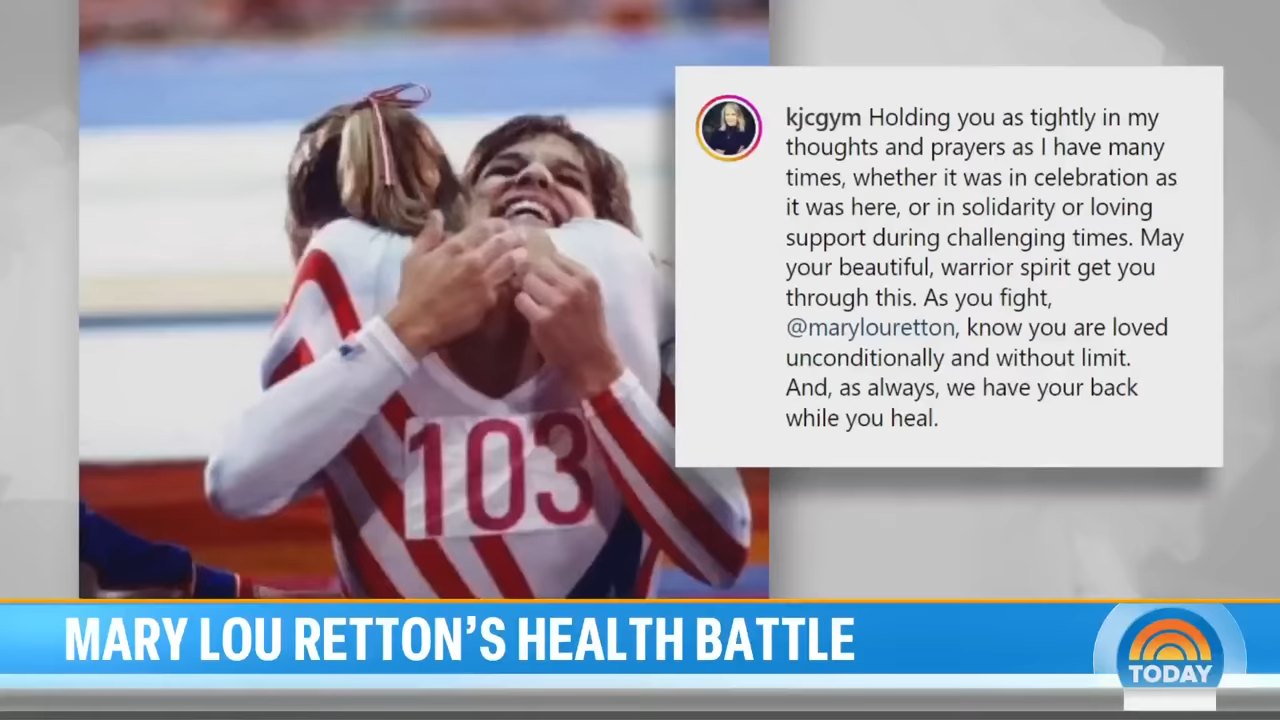 kjcgym Holding you as tightly in my
thoughts and prayers as I have many
times, whether it was in celebration as
it was here, or in solidarity or loving
support during challenging times. May
your beautiful, warrior spirit get you
through this. As you fight,
@marylouretton, know you are loved
unconditionally and without limit.
And, as always, we have your back
while you heal.
103
MARY LOU RETTON'S HEALTH BATTLE
TODAY